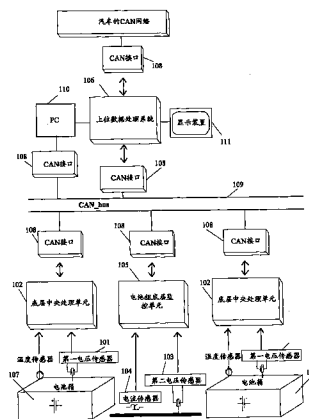 汽车的CAN网络
CAN接口
108
110
106
PC
上位数据处理系统
显示装置
111
108
CAN接口
108
CAN接口
109
CAN_bus
108
CAN接口
108
CAN接口
108
CAN接口
102
底层中央处理单元
105
电池组底层监控单元
102
底层中央处理单元
温度传感器
101
第一电压传感器
103
第二电压传感器
104
电流传感器
温度传感器
第一电压传感器
107
电池箱
电池箱